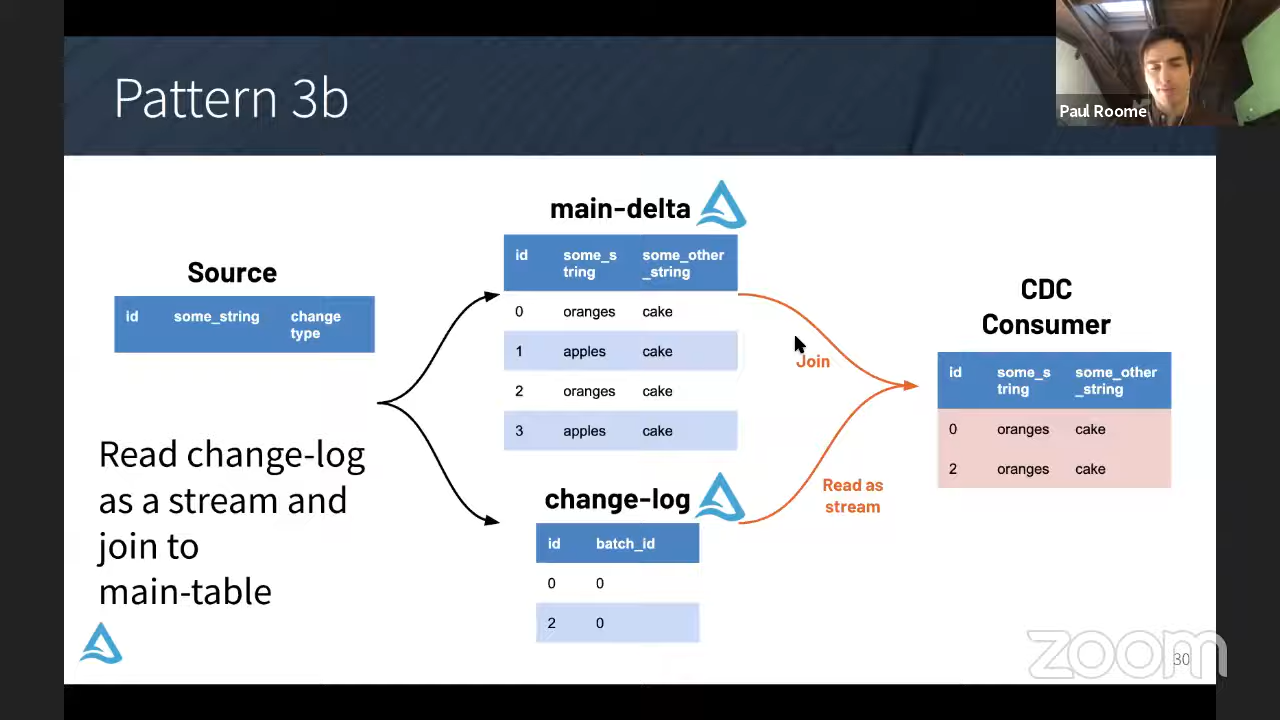 Pattern 3b
Paul Roome
main-delta
id some_s some_other
tring _string
0 oranges cake
1 apples cake
2 oranges cake
3 apples cake
Source
id some_string change
type
Read change-log
as a stream and
join to
main-table
change-log
id batch_id
0 0
2 0
Join
Read as
stream
CDC
Consumer
id some_s some_other
tring _string
0 oranges cake
2 oranges cake
zoom
30